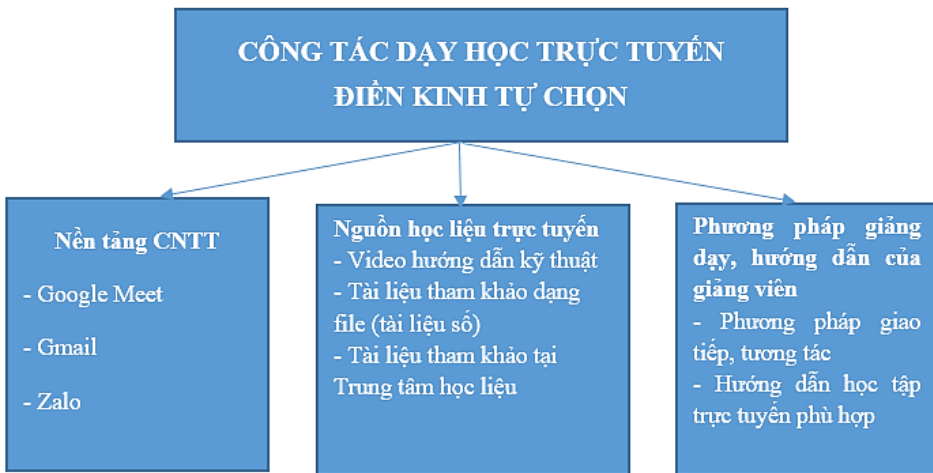 CÔNG TÁC DẠY HỌC TRỰC TUYẾN
ĐIỀN KINH TỰ CHỌN
Nền tảng CNTT
- Google Meet
- Gmail
- Zalo
Nguồn học liệu trực tuyến
- Video hướng dẫn kỹ thuật
- Tài liệu tham khảo dạng
file (tài liệu số)
- Tài liệu tham khảo tại
Trung tâm học liệu
Phương pháp giảng
dạy, hướng dẫn của
giảng viên
- Phương pháp giao
tiếp, tương tác
- Hướng dẫn học tập
trực tuyến phù hợp